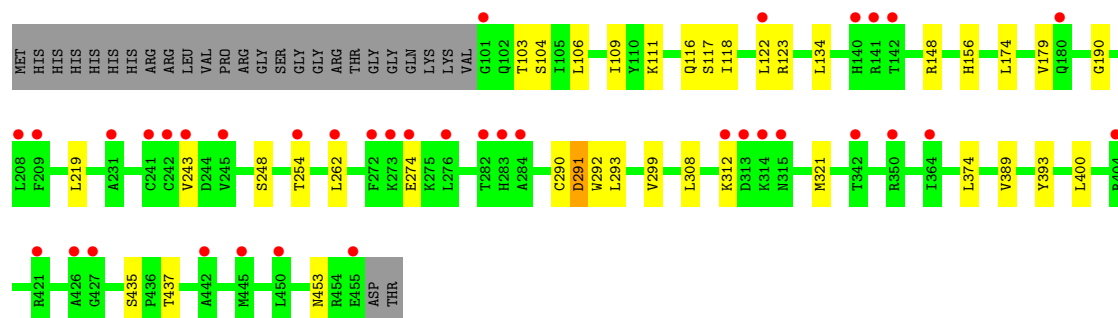 MET HIS HIS HIS HIS HIS HIS ARG ARG LEU VAL PRO ARG GLY SER GLY GLY ARG THR GLY GLY GLN LYS LYS VAL G101 Q102 T103 S104 I105 L106 I109 Y110 K111 Q116 S117 I118 L122 R123 L134 H140 R141 T142 R148 H156 L174 V179 Q180 G190
L208 F209 L219 A231 C241 C242 V243 D244 V245 S248 T254 L262 F272 K273 E274 K275 L276 T282 H283 A284 C290 D291 W292 L293 V299 L308 K312 D313 K314 N315 M321 T342 R350 I364 L374 V389 Y393 L400
R421 A426 G427 S435 P436 T437 A442 M445 L450 N453 R454 E455 ASP THR